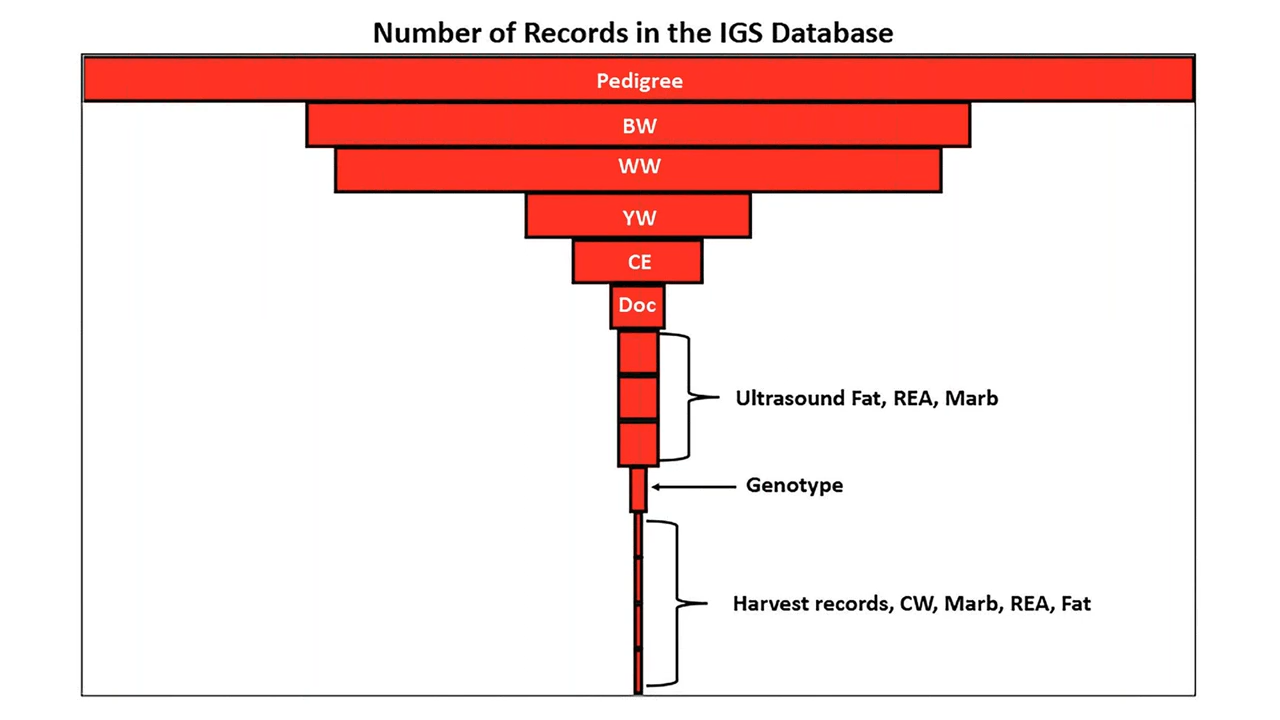 Number of Records in the IGS Database
Pedigree
BW
WW
YW
CE
Doc
Ultrasound Fat, REA, Marb
Genotype
Harvest records, CW, Marb, REA, Fat